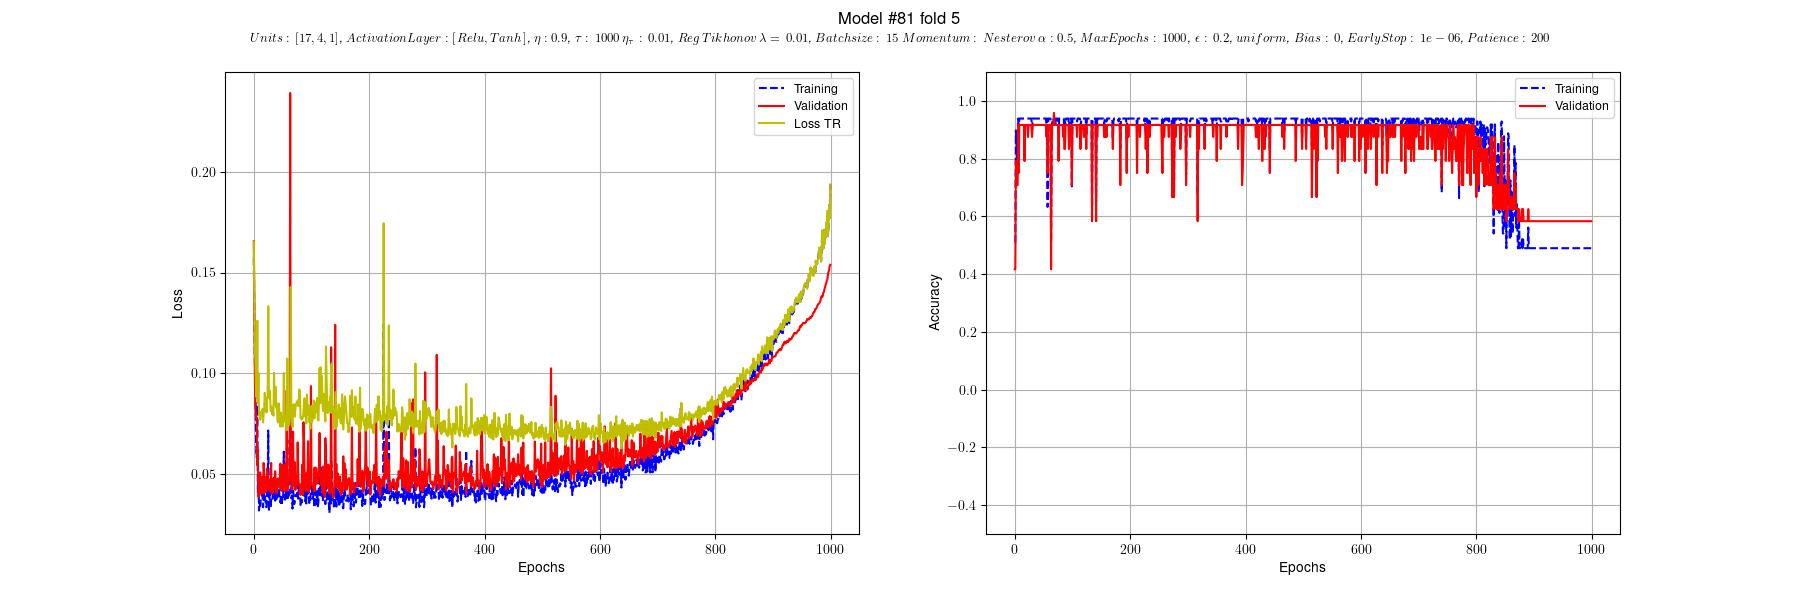 Model #81 fold 5
Units : [17, 4, 1], ActivationLayer : [Relu, Tanh], η : 0.9, τ : 1000 η_τ : 0.01, Reg Tikhonov λ = 0.01, Batchsize : 15 Momentum : Nesterov α : 0.5, MaxEpochs : 1000, ϵ : 0.2, uniform, Bias : 0, EarlyStop : 1e − 06, Patience : 200
Training
Validation
Loss TR
0.20
0.15
0.10
0.05
Loss
0 200 400 600 800 1000
Epochs
Training
Validation
1.0
0.8
0.6
0.4
0.2
0.0
−0.2
−0.4
Accuracy
0 200 400 600 800 1000
Epochs